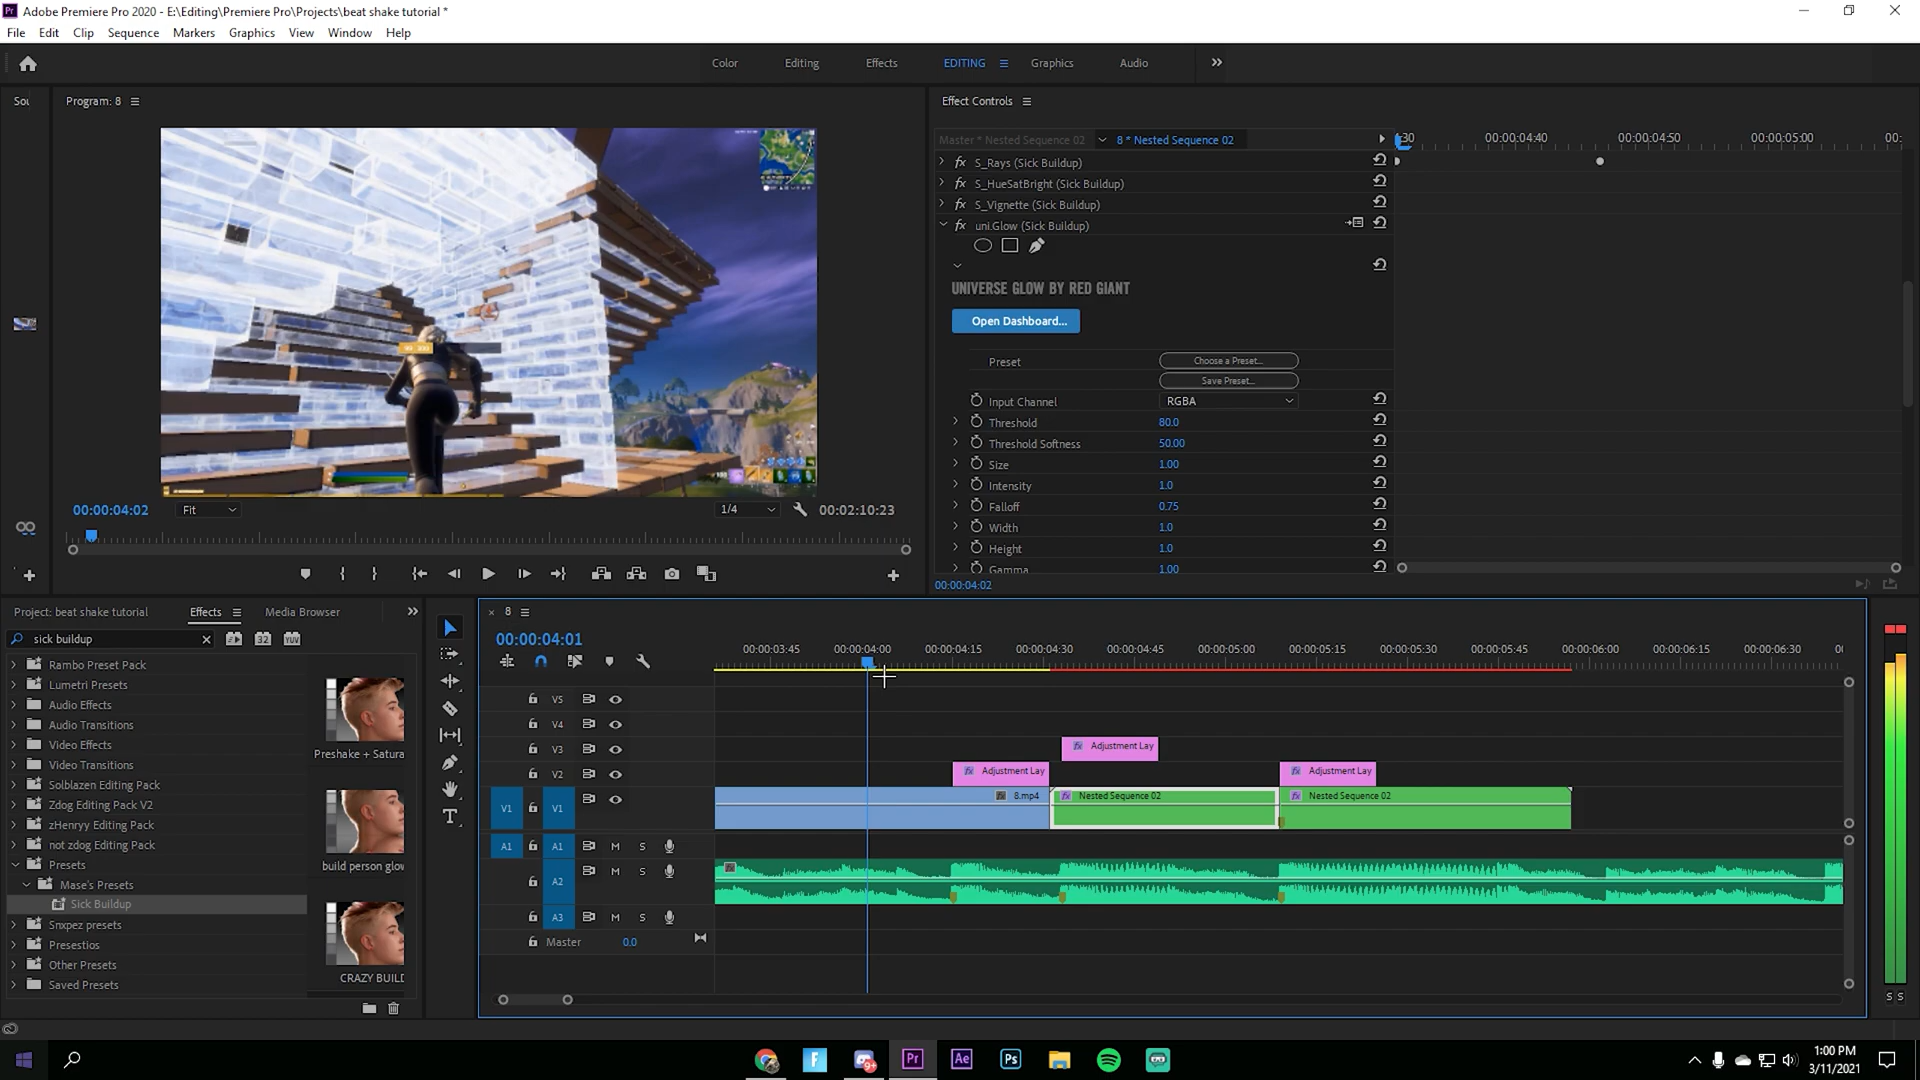 Adobe Premiere Pro 2020 - E:\Editing\Premiere Pro\Projects\beat shake tutorial *
File Edit Clip Sequence Markers Graphics View Window Help
Color Editing Effects EDITING Graphics Audio
Program: 8
Effect Controls
Master * Nested Sequence 02 8 * Nested Sequence 02
00:00:04:40 00:00:04:50 00:00:05:00 00:
S_Rays (Sick Buildup)
S_HueSatBright (Sick Buildup)
S_Vignette (Sick Buildup)
uni.Glow (Sick Buildup)
UNIVERSE GLOW BY RED GIANT
Open Dashboard...
Preset Choose a Preset...
Save Preset...
Input Channel RGBA
Threshold 80.0
Threshold Softness 50.00
Size 1.00
Intensity 1.0
Falloff 0.75
Width 1.0
Height 1.0
Gamma 1.00
00:00:04:02
00:00:04:02 Fit 1/4 00:02:10:23
Project: beat shake tutorial Effects Media Browser
sick buildup
Rambo Preset Pack
Lumetri Presets
Audio Effects
Audio Transitions
Video Effects
Video Transitions
Solblazen Editing Pack
Zdog Editing Pack V2
zHenryy Editing Pack
not zdog Editing Pack
Presets
Mase's Presets
Sick Buildup
Snxpez presets
Presestios
Other Presets
Saved Presets
Preshake + Satura
build person glow
CRAZY BUILD
8
00:00:04:01
00:00:03:45 00:00:04:00 00:00:04:15 00:00:04:30 00:00:04:45 00:00:05:00 00:00:05:15 00:00:05:30 00:00:05:45 00:00:06:00 00:00:06:15 00:00:06:30
V5
V4
V3 Adjustment Lay
V2 Adjustment Lay Adjustment Lay
V1 V1 8.mp4 Nested Sequence 02 Nested Sequence 02
A1 A1 M S
A2 M S
A3 M S
Master 0.0
S S
1:00 PM
3/11/2021